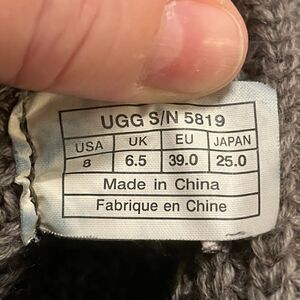 UGG S/N 5819
USA UK EU JAPAN
8 6.5 39.0 25.0
Made in China
Fabrique en Chine